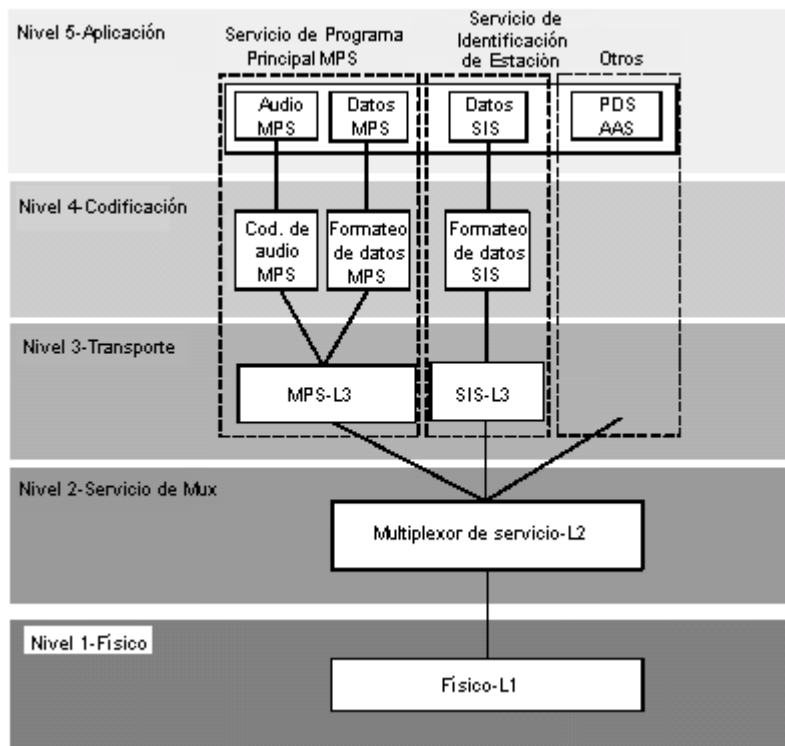 Nivel 5-Aplicación
Servicio de Programa
Principal MPS
Servicio de
Identificación
de Estación
Otros
Audio
MPS
Datos
MPS
Datos
SIS
PDS
AAS
Nivel 4-Codificación
Cod. de
audio
MPS
Formateo
de datos
MPS
Formateo
de datos
SIS
Nivel 3-Transporte
MPS-L3
SIS-L3
Nivel 2-Servicio de Mux
Multiplexor de servicio-L2
Nivel 1-Físico
Físico-L1